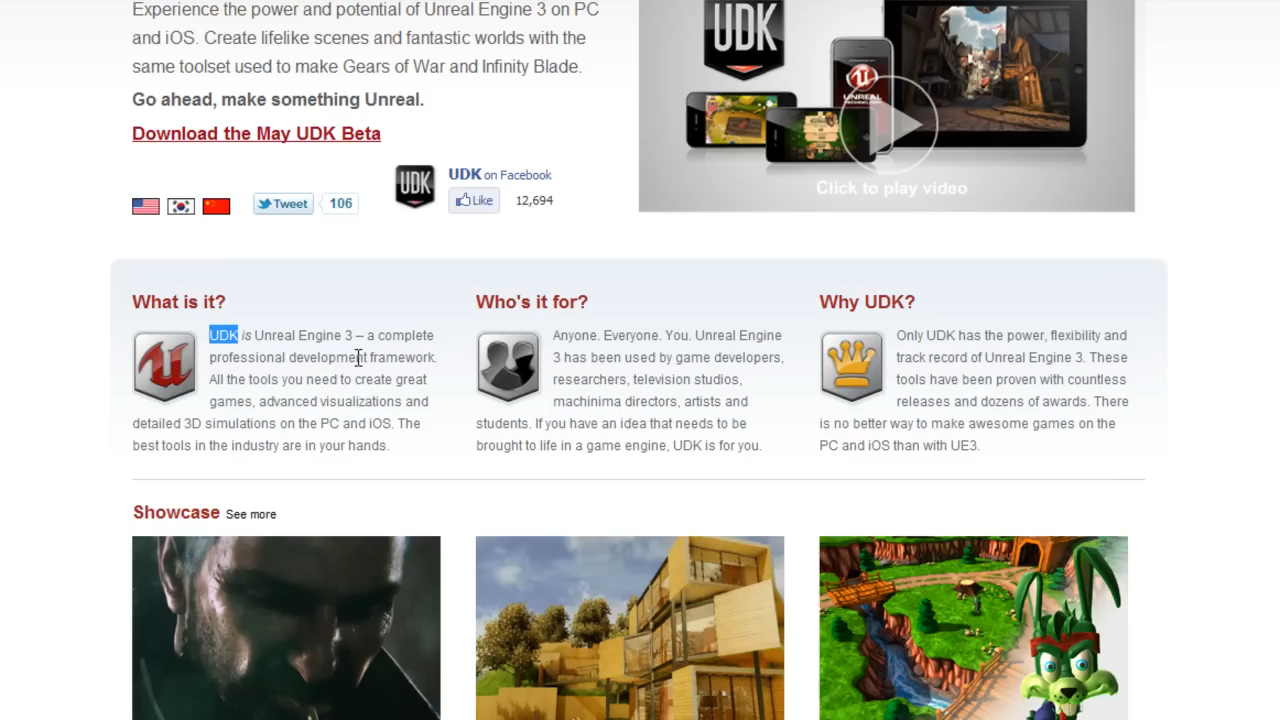 Experience the power and potential of Unreal Engine 3 on PC
and iOS. Create lifelike scenes and fantastic worlds with the
same toolset used to make Gears of War and Infinity Blade.
Go ahead, make something Unreal.
Download the May UDK Beta
UDK on Facebook
UDK
Tweet 106
Like 12,694
UDK
UNREAL
Click to play video
What is it?
UDK is Unreal Engine 3 – a complete
professional development framework.
All the tools you need to create great
games, advanced visualizations and
detailed 3D simulations on the PC and iOS. The
best tools in the industry are in your hands.
Who's it for?
Anyone. Everyone. You. Unreal Engine
3 has been used by game developers,
researchers, television studios,
machinima directors, artists and
students. If you have an idea that needs to be
brought to life in a game engine, UDK is for you.
Why UDK?
Only UDK has the power, flexibility and
track record of Unreal Engine 3. These
tools have been proven with countless
releases and dozens of awards. There
is no better way to make awesome games on the
PC and iOS than with UE3.
Showcase See more